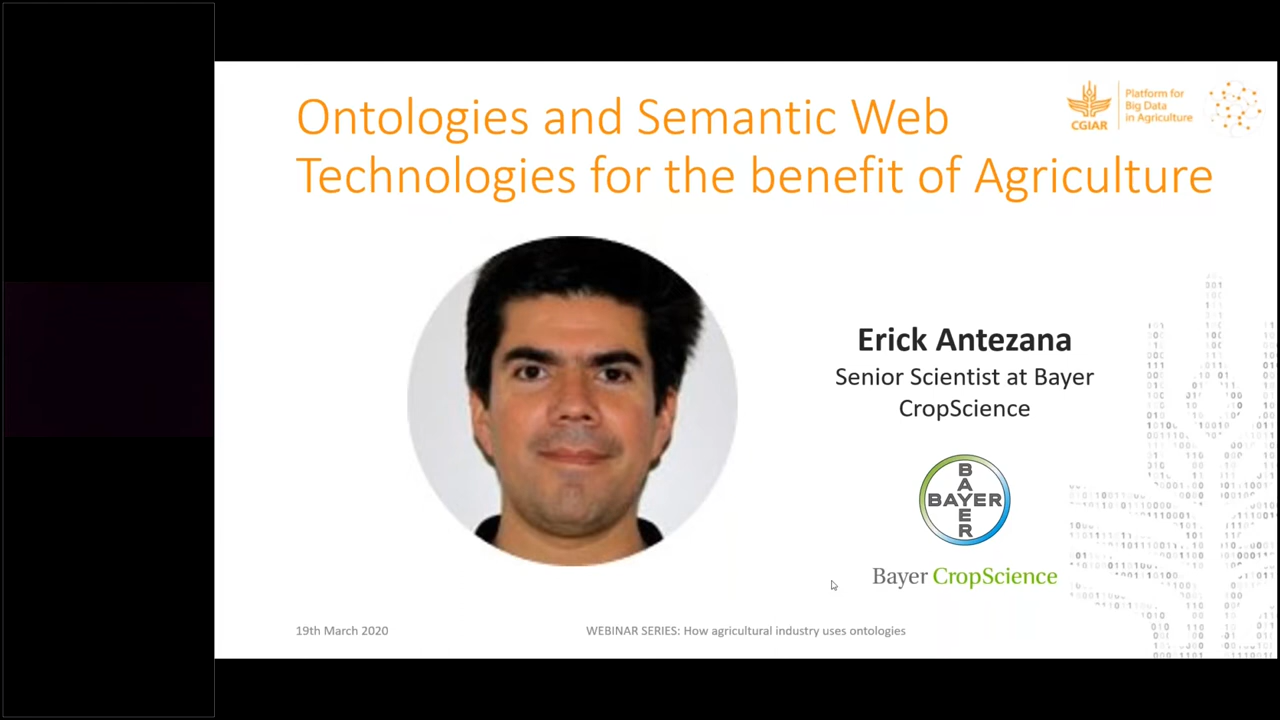 Ontologies and Semantic Web
Technologies for the benefit of Agriculture
CGIAR
Platform for
Big Data
in Agriculture
Erick Antezana
Senior Scientist at Bayer
CropScience
BAYER
BAYER
Bayer CropScience
19th March 2020
WEBINAR SERIES: How agricultural industry uses ontologies